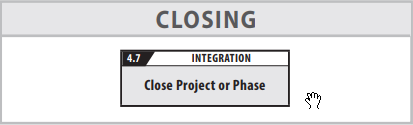 CLOSING
4.7 INTEGRATION
Close Project or Phase